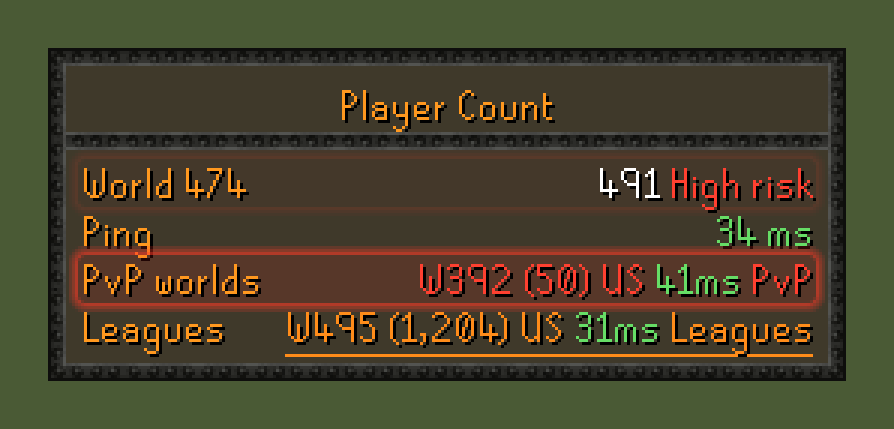 Player Count
World 474 491 High risk
Ping 34 ms
PvP worlds W392 (50) US 41ms PvP
Leagues W495 (1,204) US 31ms Leagues